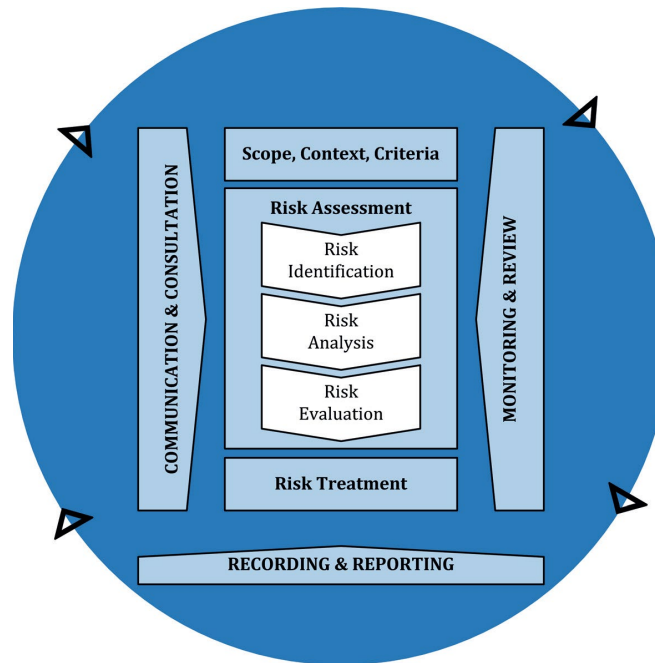 Scope, Context, Criteria
Risk Assessment
Risk
Identification
Risk
Analysis
Risk
Evaluation
Risk Treatment
COMMUNICATION & CONSULTATION
MONITORING & REVIEW
RECORDING & REPORTING